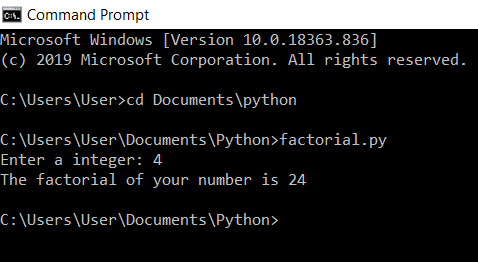 Command Prompt
Microsoft Windows [Version 10.0.18363.836]
(c) 2019 Microsoft Corporation. All rights reserved.
C:\Users\User>cd Documents\python
C:\Users\User\Documents\Python>factorial.py
Enter a integer: 4
The factorial of your number is 24
C:\Users\User\Documents\Python>